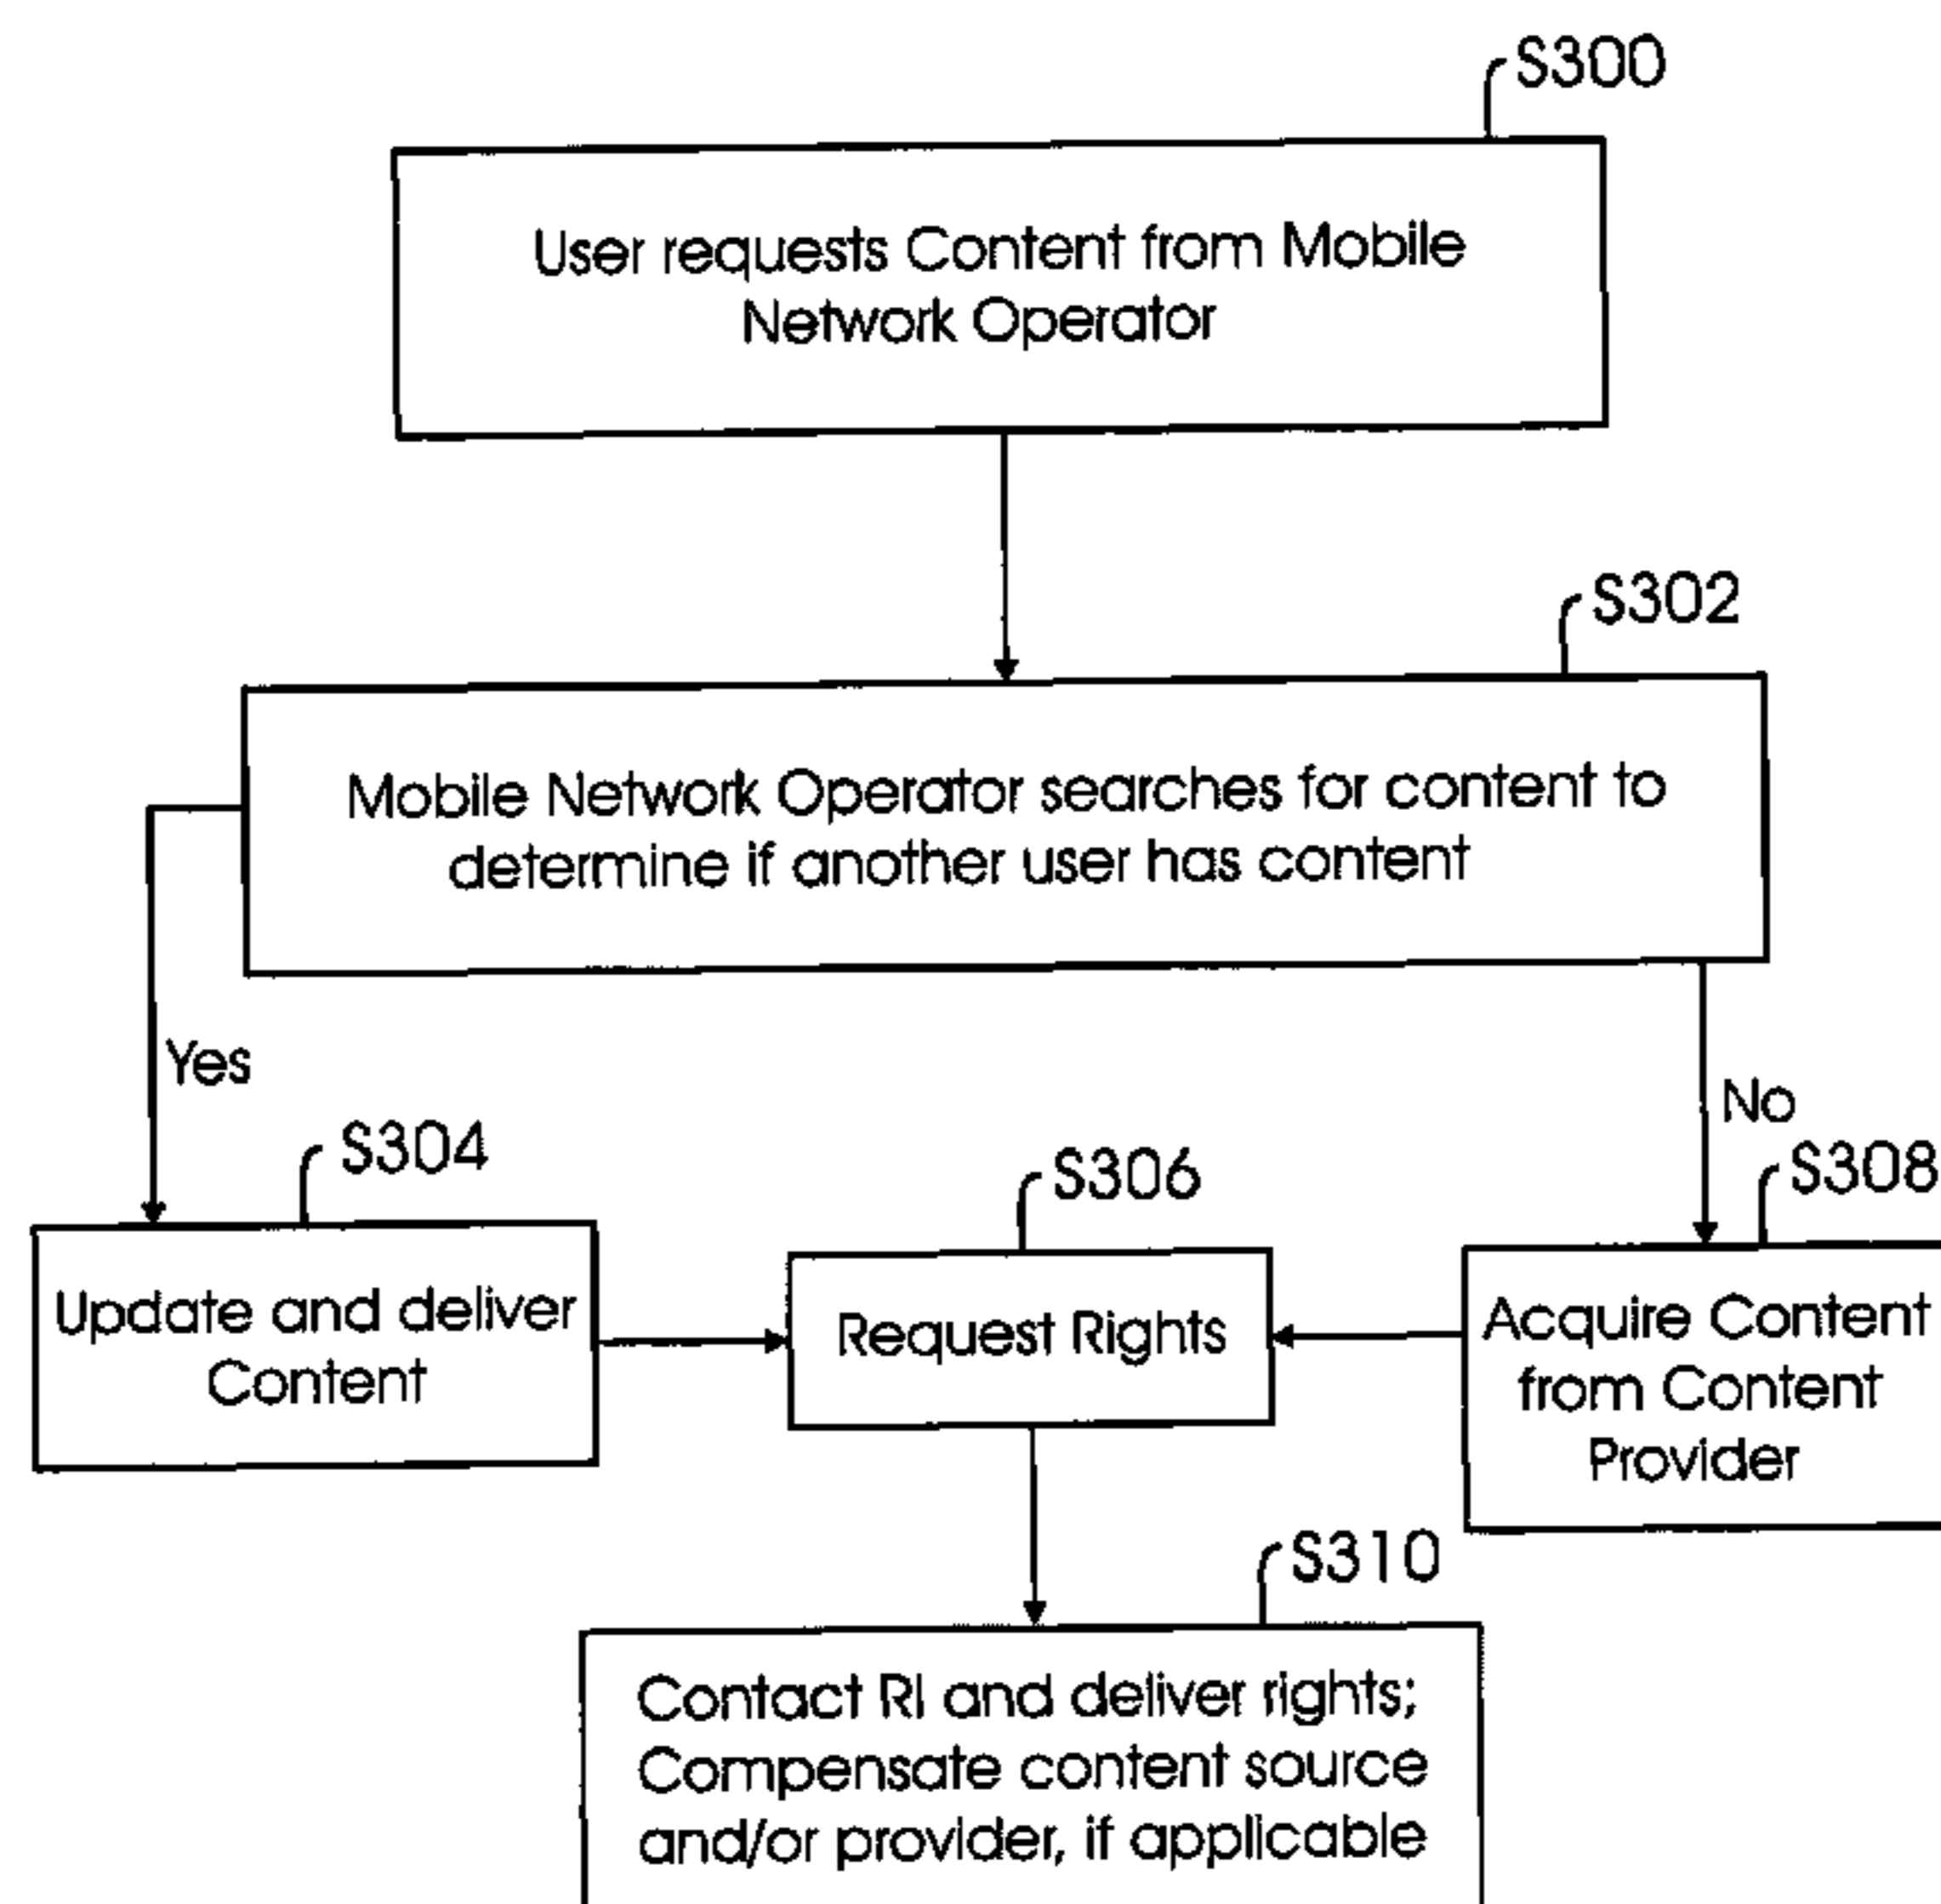 S300
User requests Content from Mobile
Network Operator
S302
Mobile Network Operator searches for content to
determine if another user has content
Yes
No
S304
Update and deliver
Content
S306
Request Rights
S308
Acquire Content
from Content
Provider
S310
Contact RI and deliver rights;
Compensate content source
and/or provider, if applicable